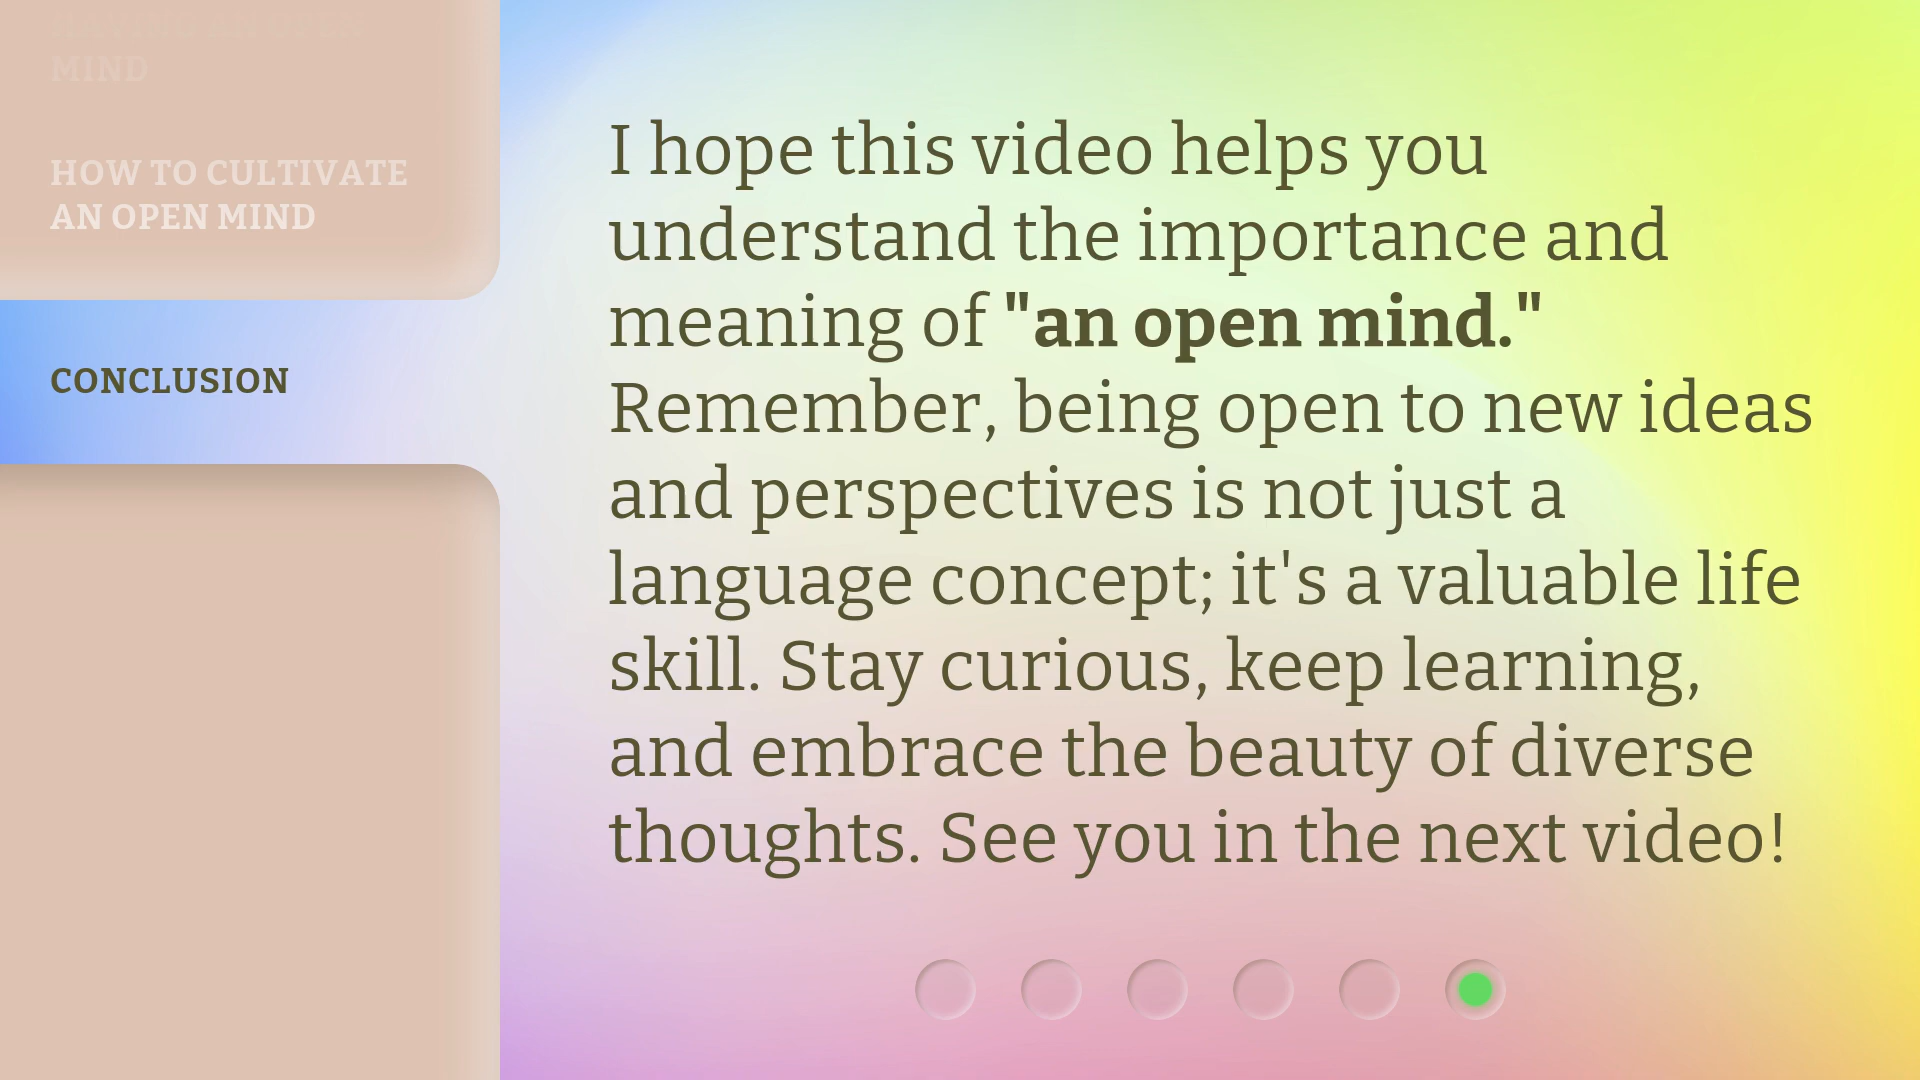 AN OPEN
MIND
HOW TO CULTIVATE
AN OPEN MIND
CONCLUSION
I hope this video helps you
understand the importance and
meaning of "an open mind."
Remember, being open to new ideas
and perspectives is not just a
language concept; it's a valuable life
skill. Stay curious, keep learning,
and embrace the beauty of diverse
thoughts. See you in the next video!